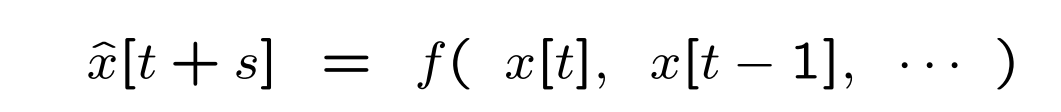 x̂[t + s] = f( x[t], x[t − 1], ⋯ )